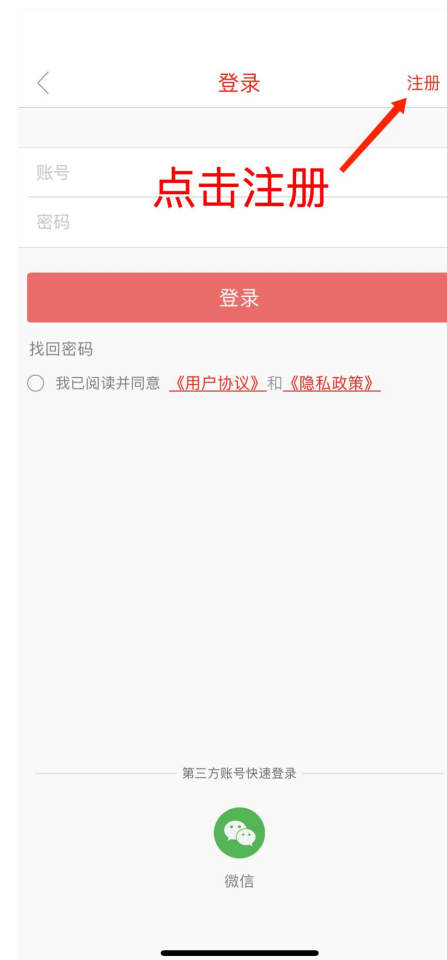 登录 注册
账号
点击注册
密码
登录
找回密码
我已阅读并同意 《用户协议》和《隐私政策》
第三方账号快速登录
微信